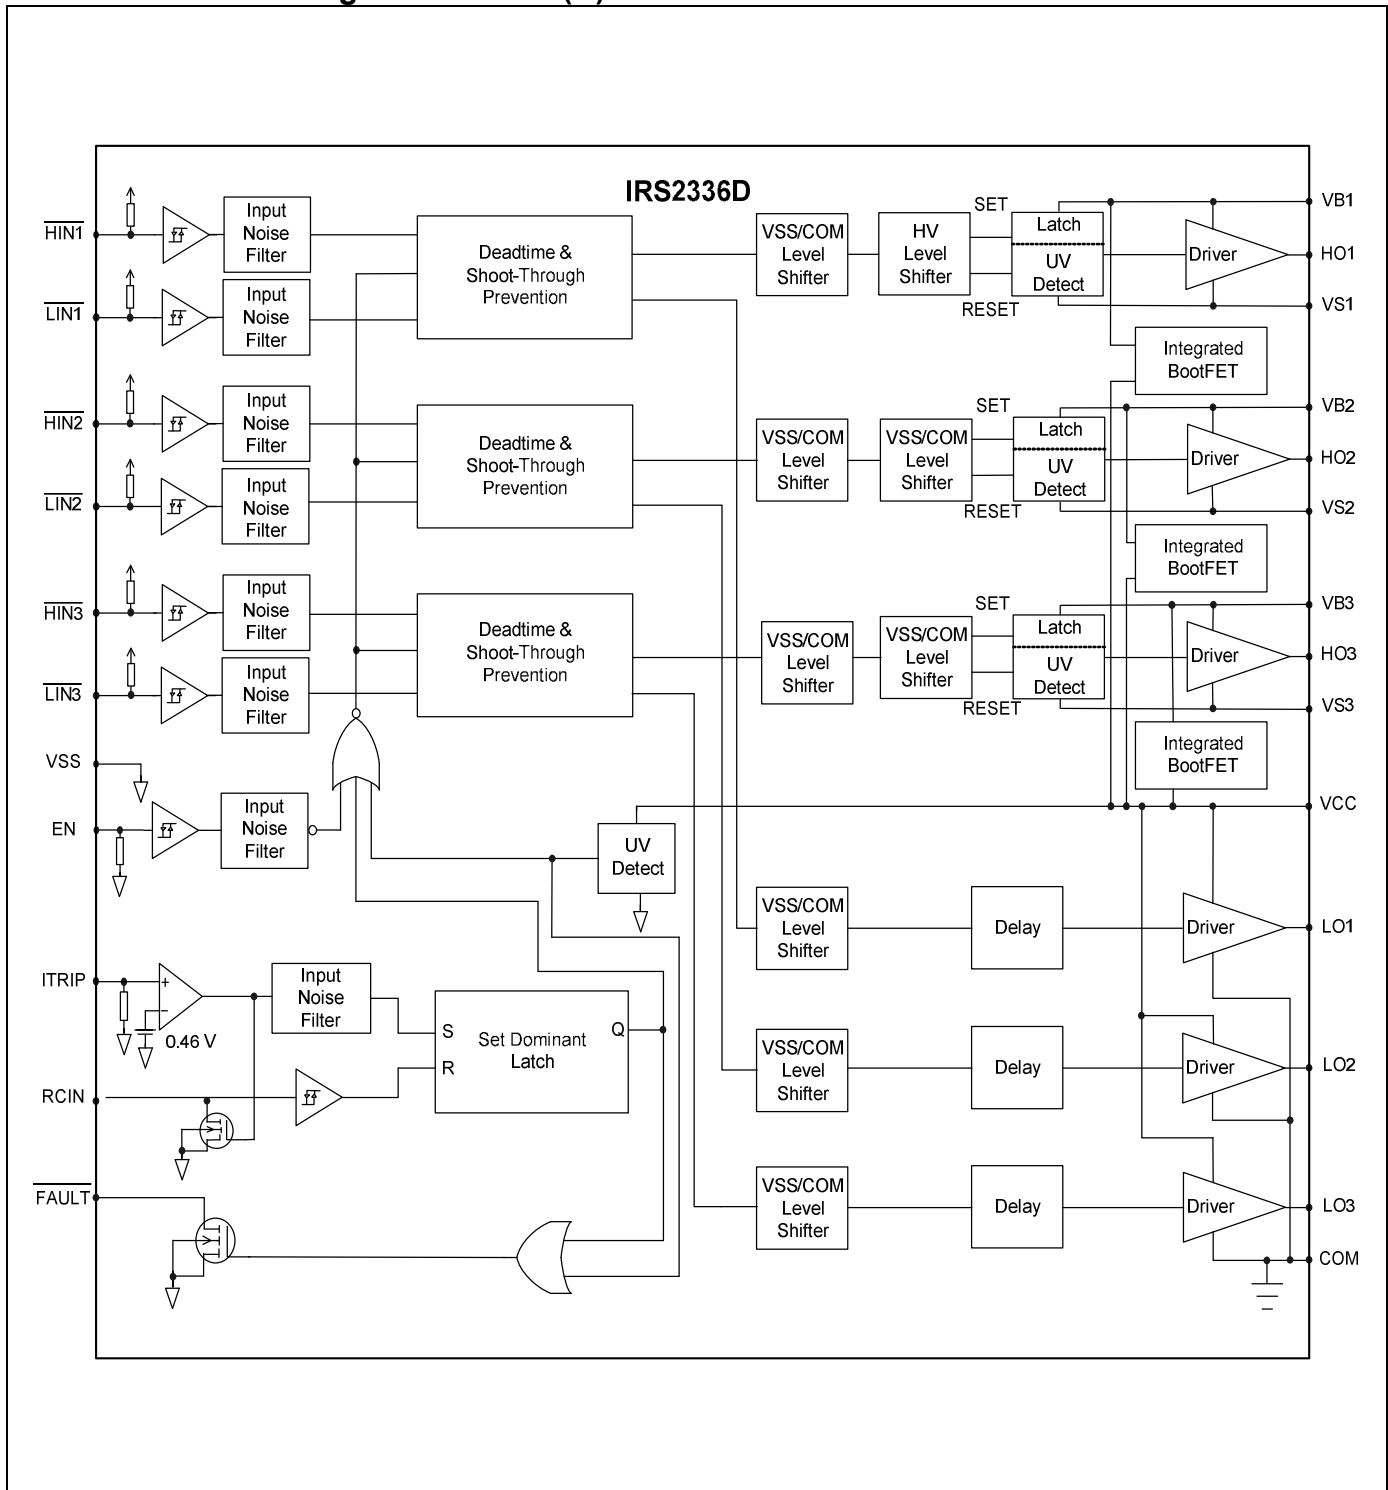 IRS2336D
HIN1
Input
Noise
Filter
LIN1
Input
Noise
Filter
Deadtime &
Shoot-Through
Prevention
VSS/COM
Level
Shifter
HV
Level
Shifter
SET
RESET
Latch
UV
Detect
Driver
VB1
HO1
VS1
Integrated
BootFET
HIN2
Input
Noise
Filter
LIN2
Input
Noise
Filter
Deadtime &
Shoot-Through
Prevention
VSS/COM
Level
Shifter
VSS/COM
Level
Shifter
SET
RESET
Latch
UV
Detect
Driver
VB2
HO2
VS2
Integrated
BootFET
HIN3
Input
Noise
Filter
LIN3
Input
Noise
Filter
Deadtime &
Shoot-Through
Prevention
VSS/COM
Level
Shifter
VSS/COM
Level
Shifter
SET
RESET
Latch
UV
Detect
Driver
VB3
HO3
VS3
Integrated
BootFET
VSS
EN
Input
Noise
Filter
UV
Detect
VCC
VSS/COM
Level
Shifter
Delay
Driver
LO1
ITRIP
+
-
0.46 V
Input
Noise
Filter
S
R
Set Dominant
Latch
Q
RCIN
VSS/COM
Level
Shifter
Delay
Driver
LO2
FAULT
VSS/COM
Level
Shifter
Delay
Driver
LO3
COM